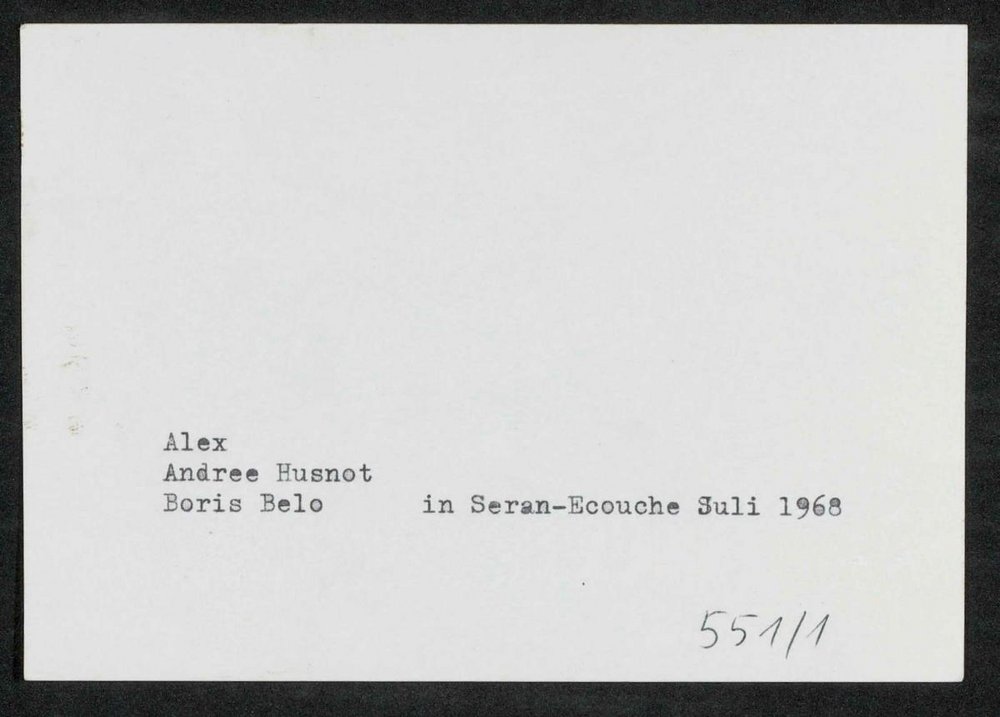 Alex
Andree Husnot
Boris Belo in Seran-Ecouche Juli 1968
551/1